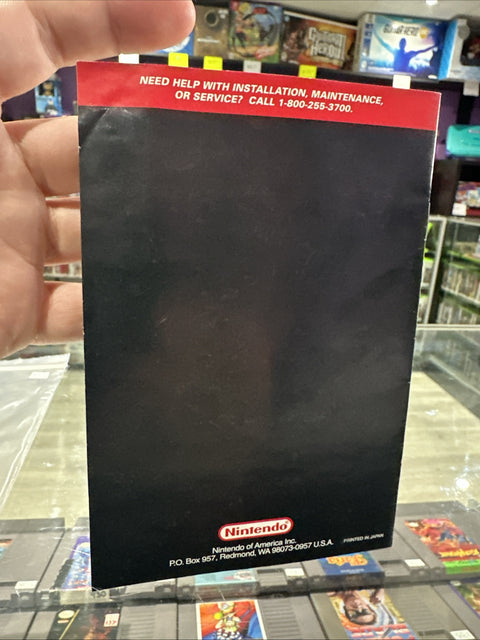 NEED HELP WITH INSTALLATION, MAINTENANCE,
OR SERVICE? CALL 1-800-255-3700.
Nintendo
Nintendo of America Inc.
P.O. Box 957, Redmond, WA 98073-0957 U.S.A.
PRINTED IN JAPAN